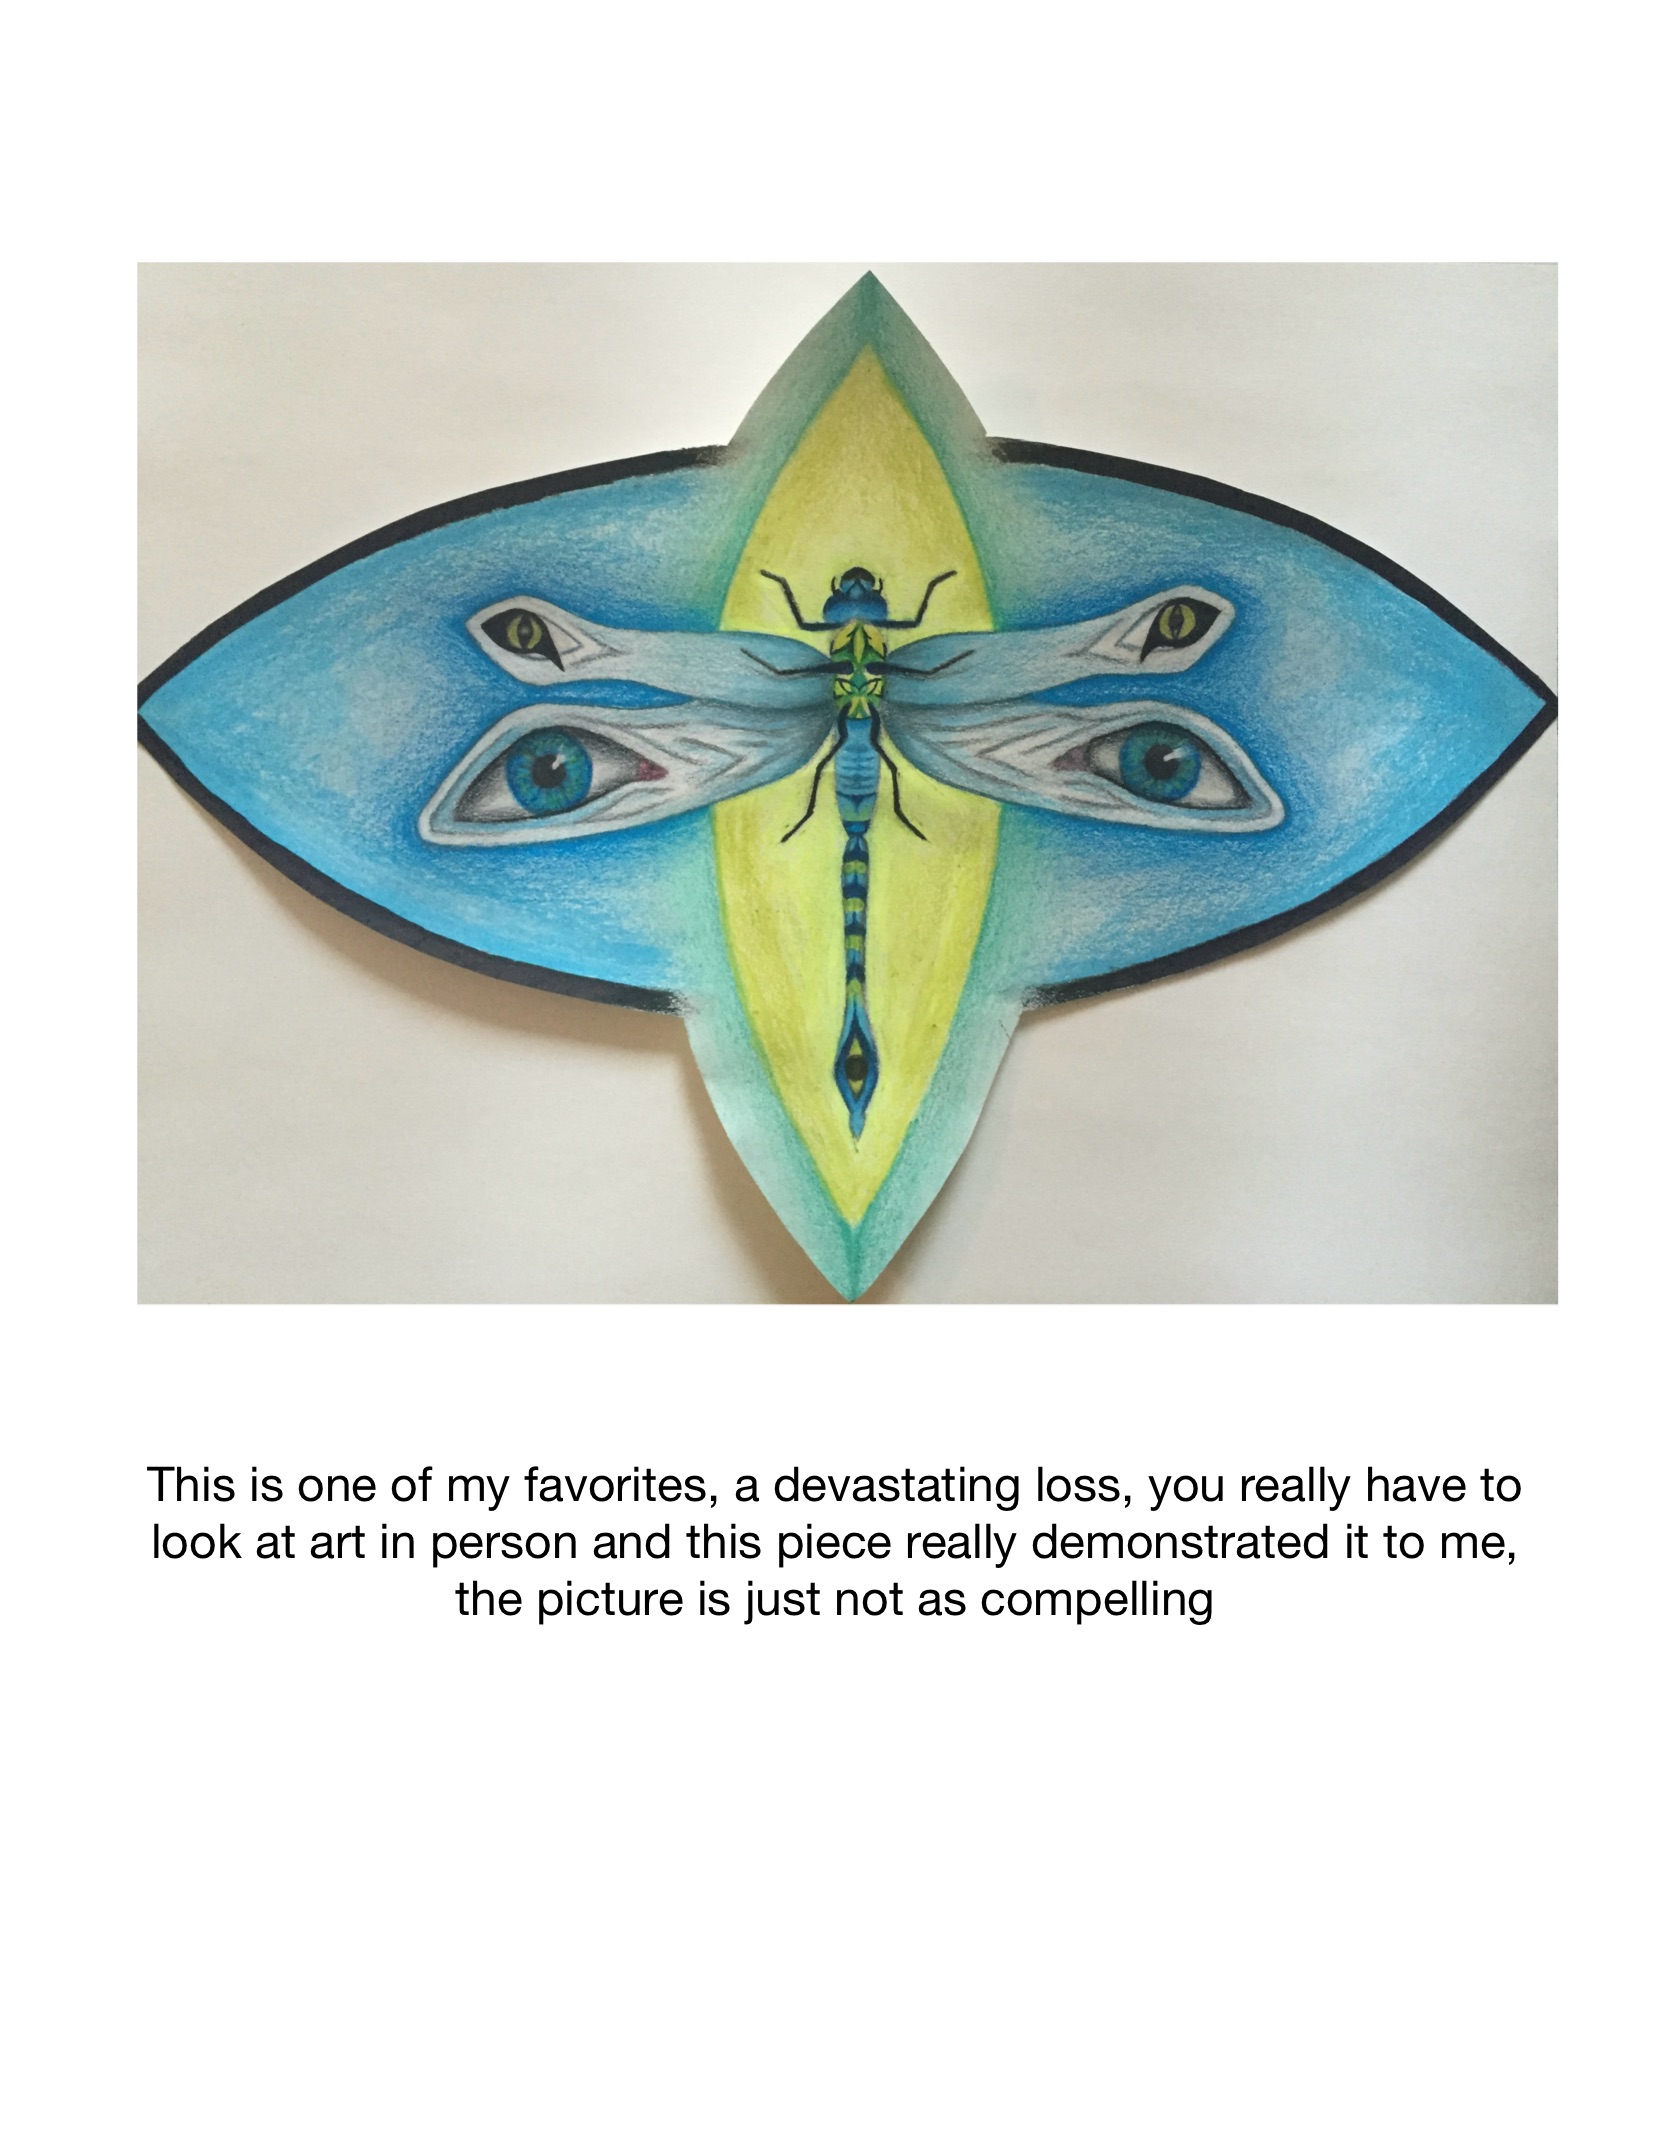 This is one of my favorites, a devastating loss, you really have to
look at art in person and this piece really demonstrated it to me,
the picture is just not as compelling